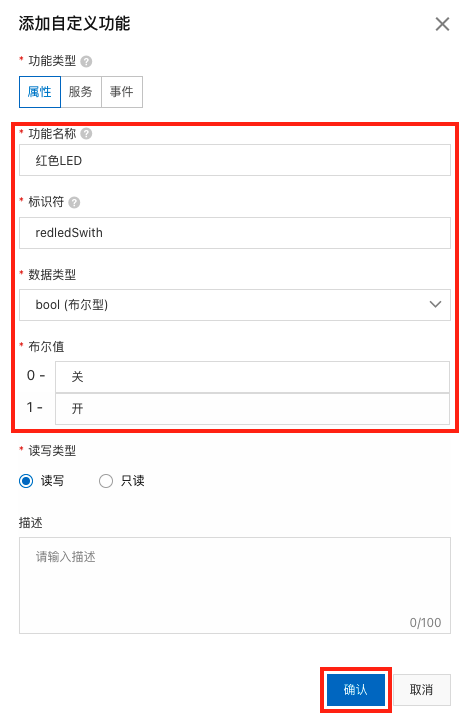 添加自定义功能
* 功能类型 ?
属性 服务 事件
* 功能名称 ?
红色LED
* 标识符 ?
redledSwith
* 数据类型
bool (布尔型)
* 布尔值
0 - 关
1 - 开
* 读写类型
读写 只读
描述
请输入描述
0/100
确认 取消